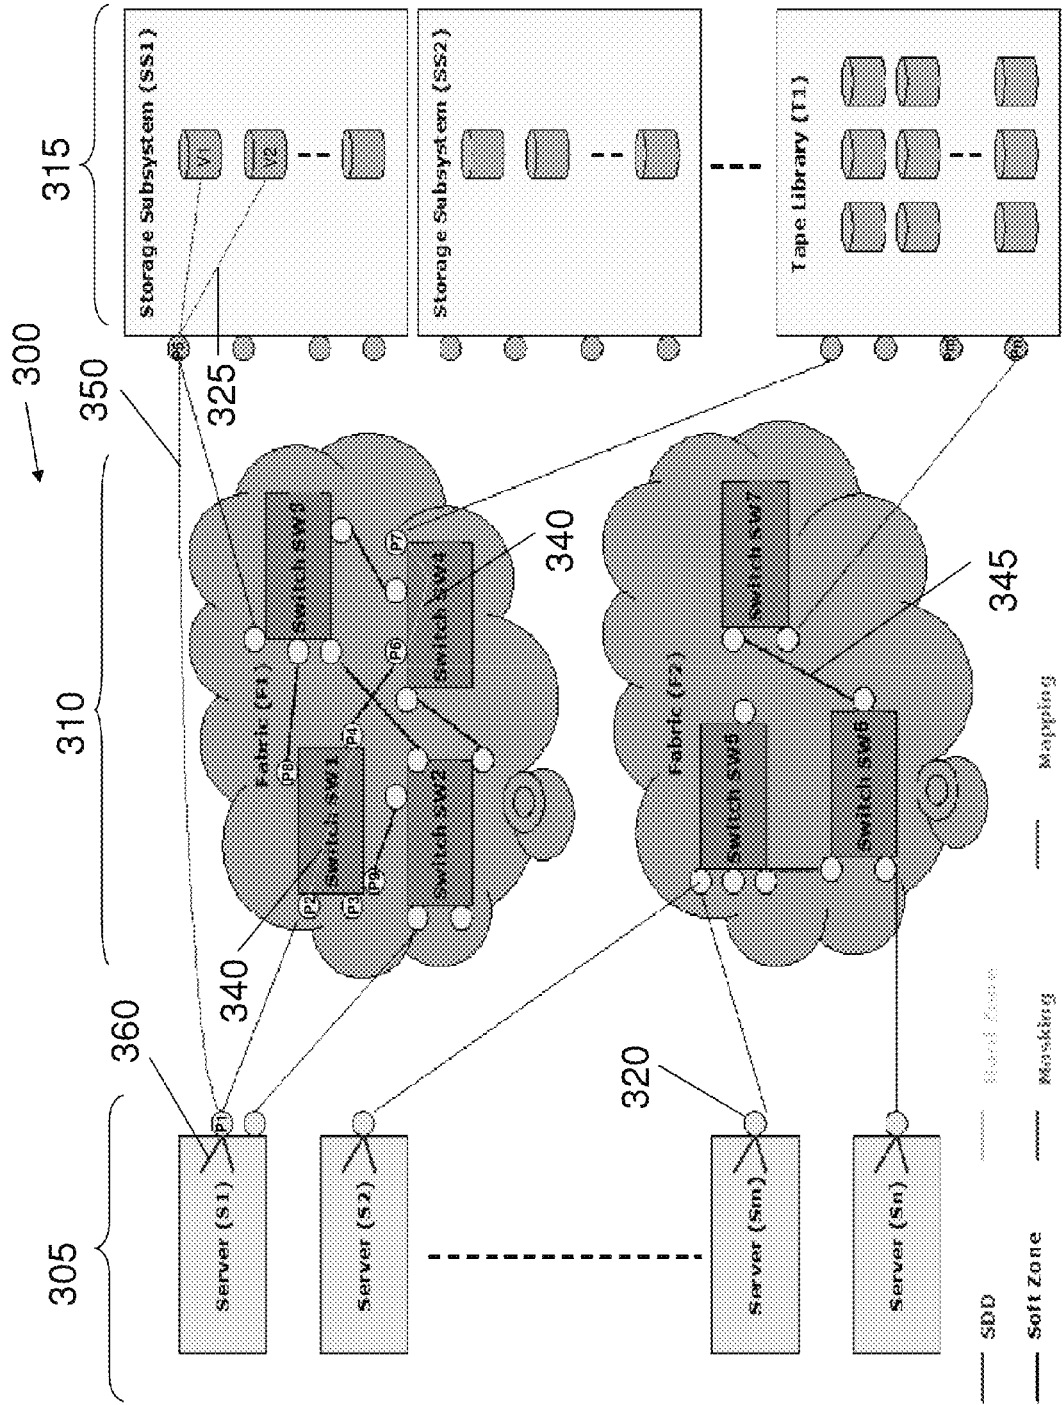 300
305
310
315
360
340
350
325
340
320
345
Server (S1)
P1
Server (S2)
Server (Sm)
Server (Sn)
Fabric (F1)
P8
Switch SW1
P2
P3
P9
P4
Switch SW2
Switch SW3
Switch SW4
P6
P7
Fabric (F2)
Switch SW5
Switch SW6
Switch SW7
P5
Storage Subsystem (SS1)
V1
V2
Storage Subsystem (SS2)
Tape Library (T1)
Pn
SDD
Hard Zone
Soft Zone
Masking
Mapping